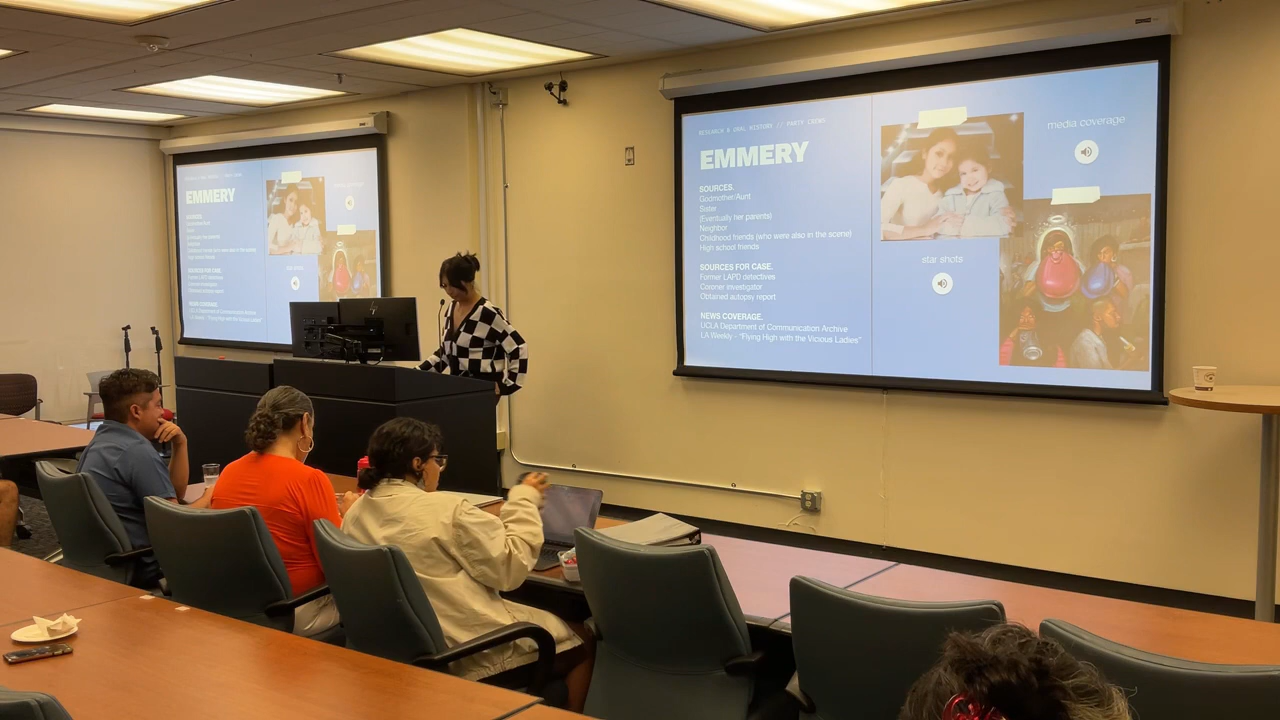 RESEARCH & ORAL HISTORY // PARTY CREWS
EMMERY
SOURCES.
Godmother/Aunt
Sister
(Eventually her parents)
Neighbor
Childhood friends (who were also in the scene)
High school friends
SOURCES FOR CASE.
Former LAPD detectives
Coroner investigator
Obtained autopsy report
NEWS COVERAGE.
UCLA Department of Communication Archive
LA Weekly - "Flying High with the Vicious Ladies"
media coverage
star shots
EMMERY